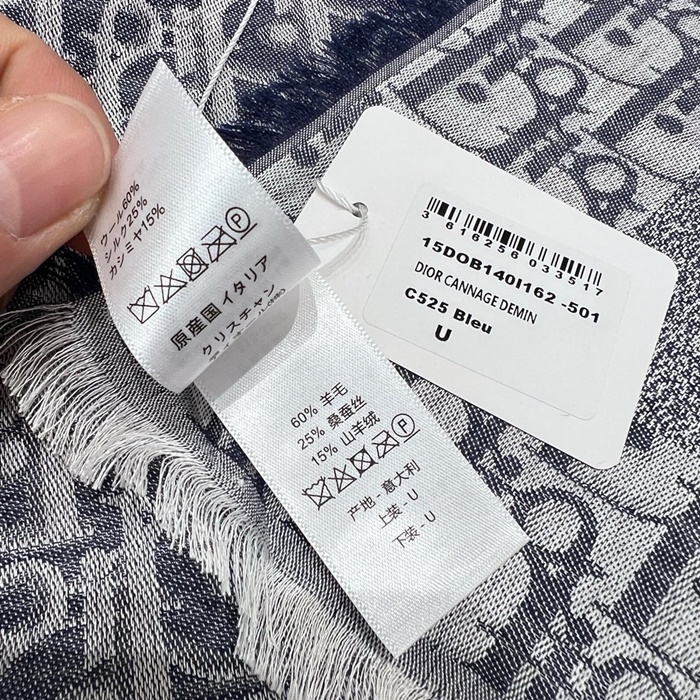 ウール60%
シルク25%
カシミヤ15%
P
原産国 イタリア
クリスチャン
60% 羊毛
25% 桑蚕丝
15% 山羊绒
P
产地 - 意大利
上装 - U
下装 - U
3 616256 033517
15DOB140I162 -501
DIOR CANNAGE DEMIN
C525 Bleu
U